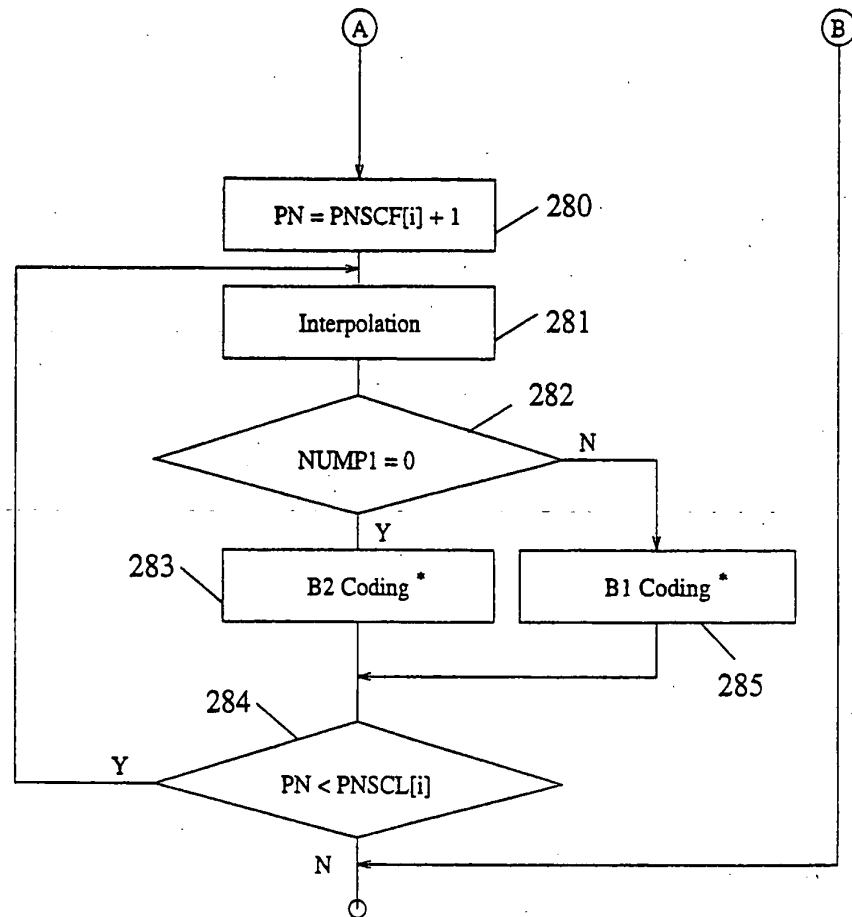 A
B
PN = PNSCF[i] + 1
280
Interpolation
281
282
NUMP1 = 0
N
Y
283
B2 Coding *
B1 Coding *
285
284
Y
PN < PNSCL[i]
N